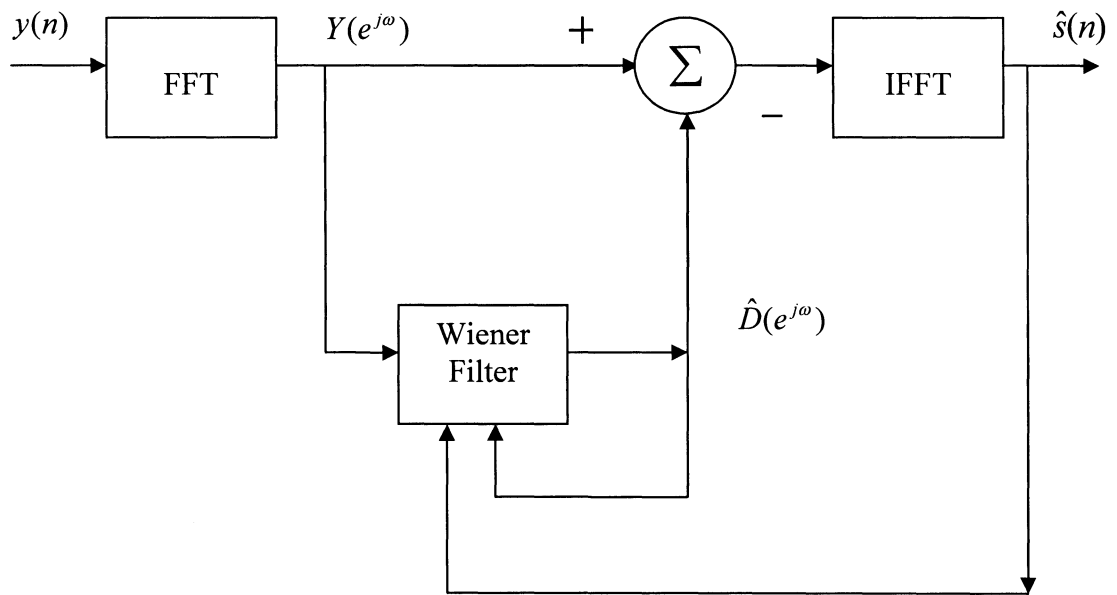 y(n)
Y(e^{jω})
+
ŝ(n)
FFT
Σ
IFFT
−
D̂(e^{jω})
Wiener
Filter